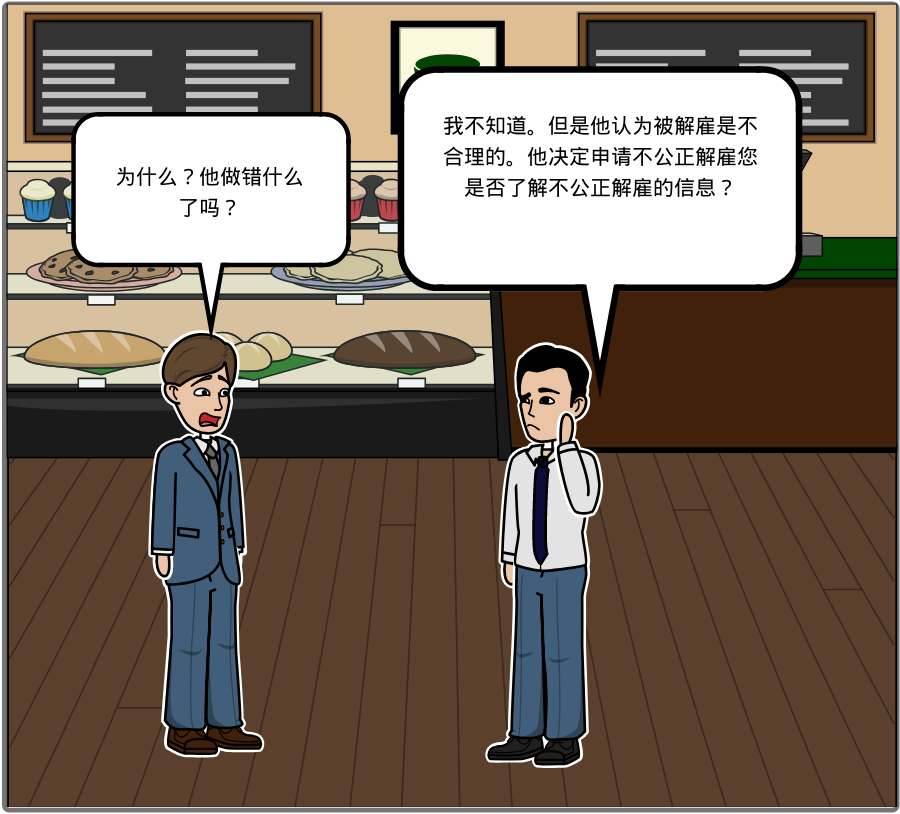 为什么？他做错什么
了吗？
我不知道。但是他认为被解雇是不
合理的。他决定申请不公正解雇您
是否了解不公正解雇的信息？